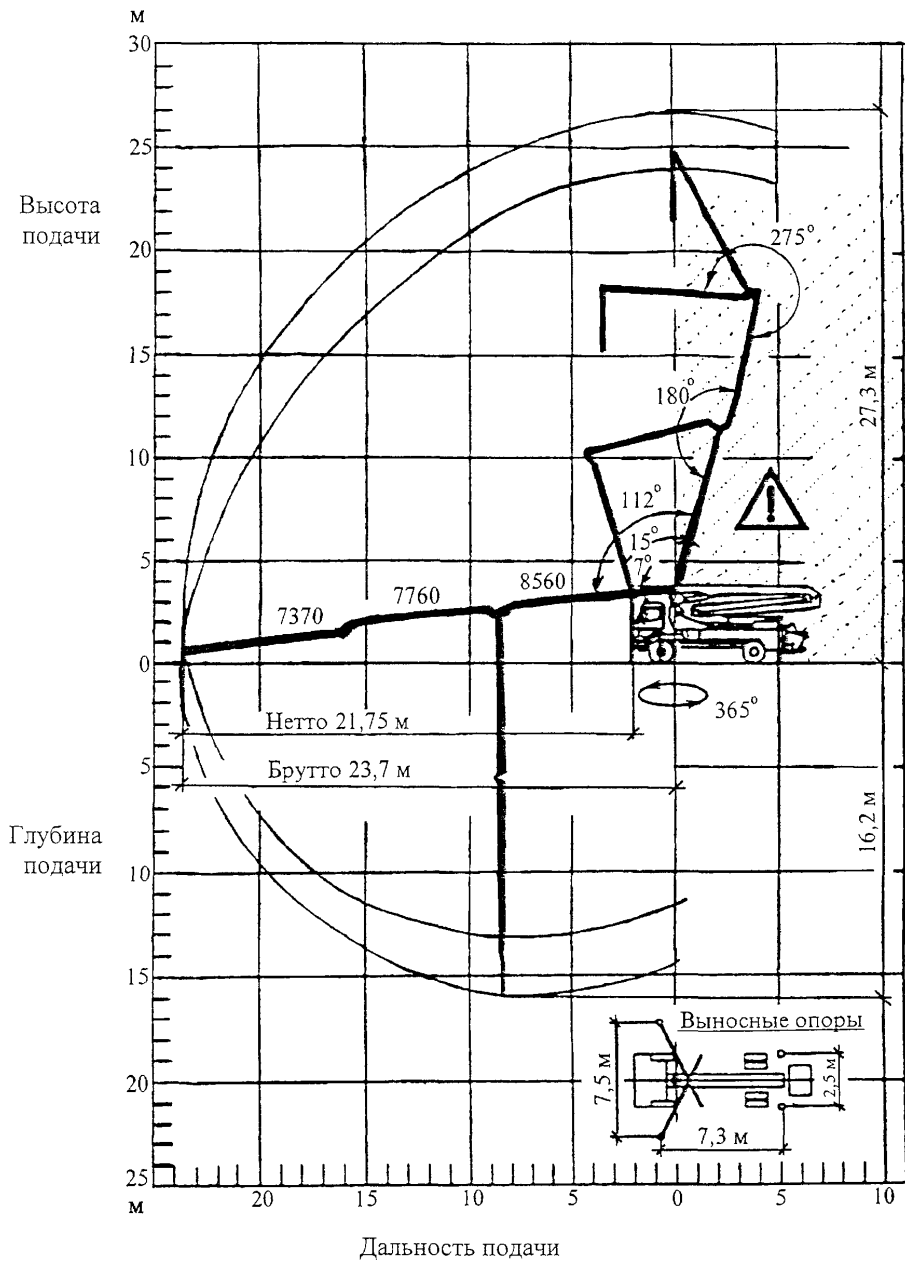 м
30
25
Высота
подачи
20
275°
15
27,3 м
180°
10
112°
15°
5
7°
8560
7760
7370
0
365°
Нетто 21,75 м
5
Брутто 23,7 м
16,2 м
Глубина
подачи
10
15
Выносные опоры
7,5 м
2,5 м
20
7,3 м
25
м
20 15 10 5 0 5 10
Дальность подачи